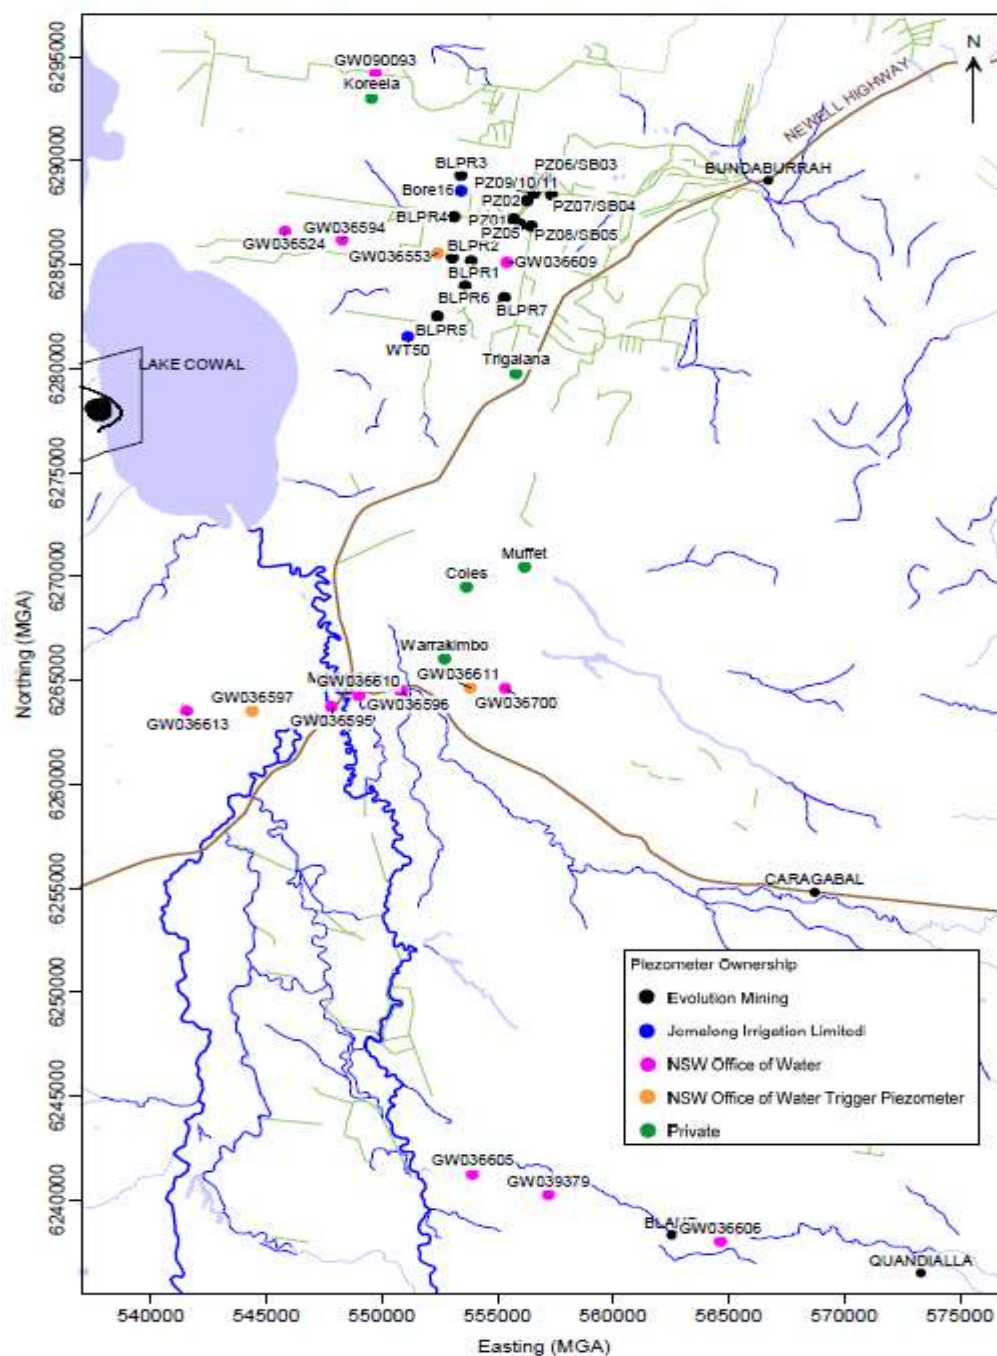 N
6295000
GW090093
Koreela
NEWELL HIGHWAY
6290000
BLPR3
PZ06/SB03
BUNDABURRAH
Bore16
PZ09/10/11
PZ02
PZ07/SB04
BLPR4
PZ01
GW036594
PZ05
PZ08/SB05
GW036524
BLPR2
GW036553
GW036609
6285000
BLPR1
BLPR6
BLPR7
BLPR5
WT50
Trigalana
LAKE COWAL
6280000
6275000
Muffet
Coles
6270000
Northing (MGA)
Warrakimbo
GW036611
GW036610
6265000
GW036597
GW036700
GW036596
GW036613
GW036595
6260000
CARAGABAL
6255000
Piezometer Ownership
Evolution Mining
Jemalong Irrigation Limited
NSW Office of Water
NSW Office of Water Trigger Piezometer
Private
6250000
6245000
GW036605
GW039379
6240000
GW036606
QUANDIALLA
540000 545000 550000 555000 560000 565000 570000 575000
Easting (MGA)